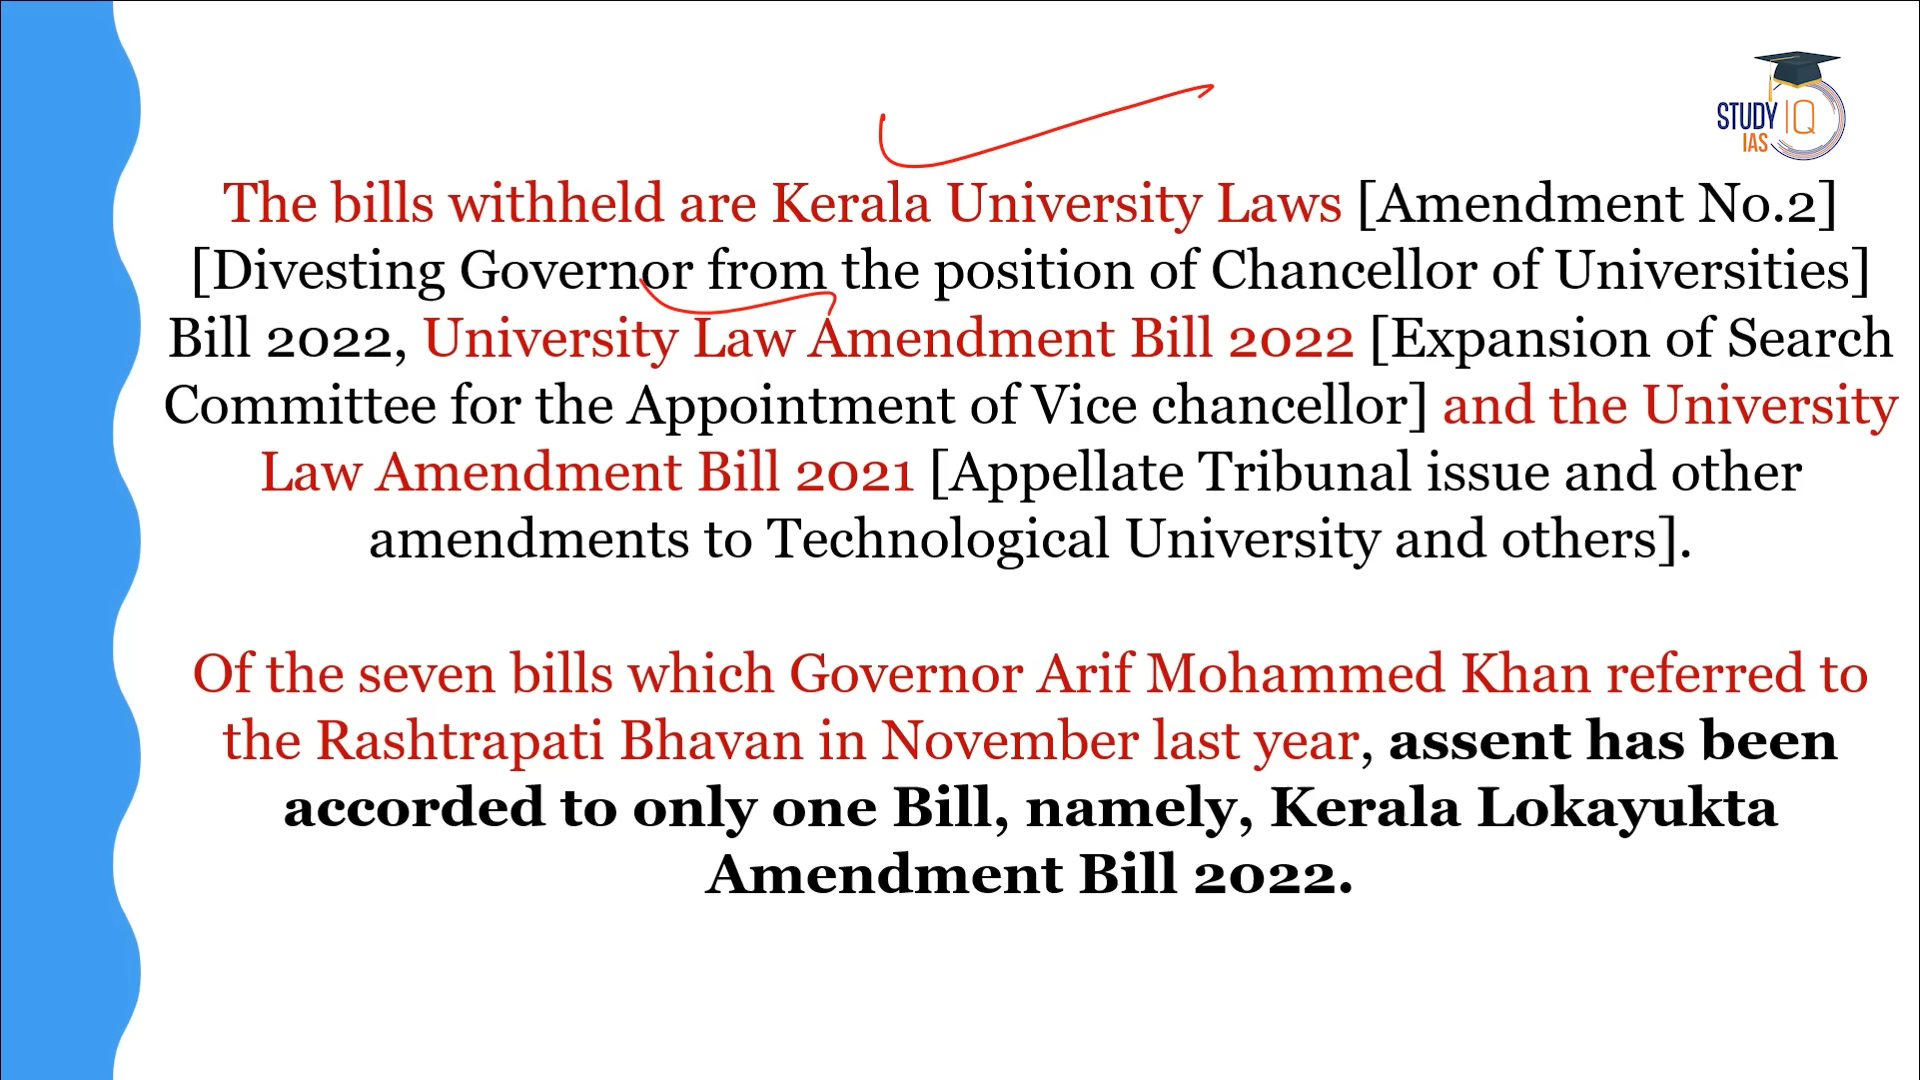 STUDY IQ
IAS
The bills withheld are Kerala University Laws [Amendment No.2]
[Divesting Governor from the position of Chancellor of Universities]
Bill 2022, University Law Amendment Bill 2022 [Expansion of Search
Committee for the Appointment of Vice chancellor] and the University
Law Amendment Bill 2021 [Appellate Tribunal issue and other
amendments to Technological University and others].
Of the seven bills which Governor Arif Mohammed Khan referred to
the Rashtrapati Bhavan in November last year, assent has been
accorded to only one Bill, namely, Kerala Lokayukta
Amendment Bill 2022.